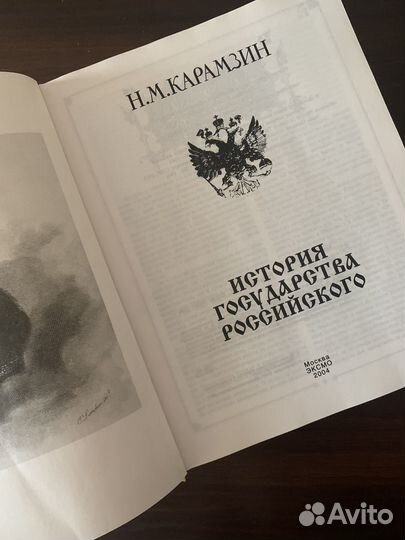 Н.М.КАРАМЗИН
ИСТОРИЯ
ГОСУДАРСТВА
РОССИЙСКОГО
Москва
ЭКСМО
2004
Avito